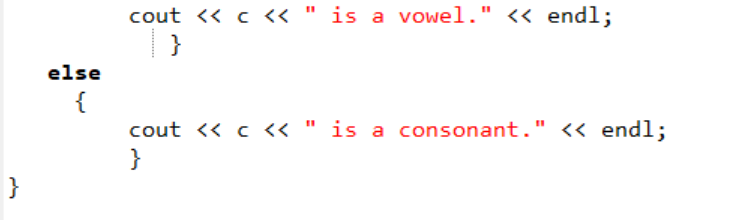 cout << c << " is a vowel." << endl;
}
else
{
cout << c << " is a consonant." << endl;
}
}